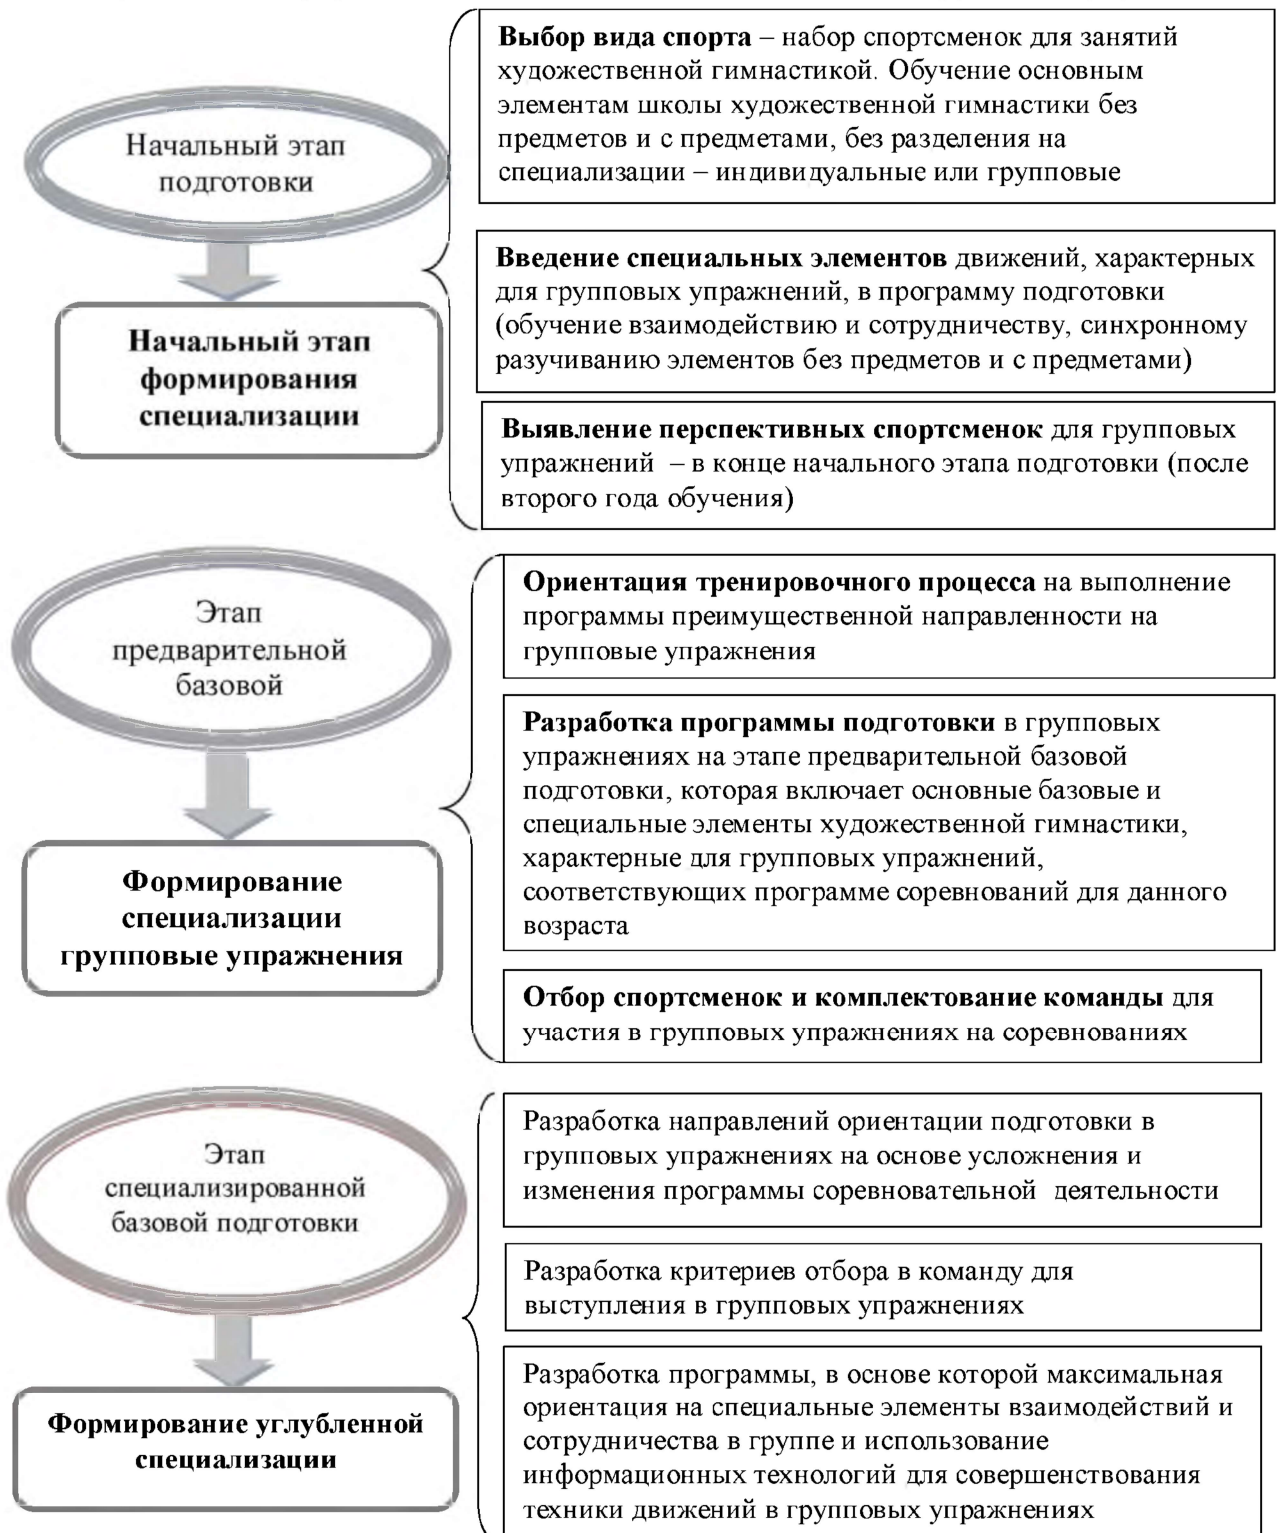 Начальный этап
подготовки
Начальный этап
формирования
специализации
Выбор вида спорта – набор спортсменок для занятий
художественной гимнастикой. Обучение основным
элементам школы художественной гимнастики без
предметов и с предметами, без разделения на
специализации – индивидуальные или групповые
Введение специальных элементов движений, характерных
для групповых упражнений, в программу подготовки
(обучение взаимодействию и сотрудничеству, синхронному
разучиванию элементов без предметов и с предметами)
Выявление перспективных спортсменок для групповых
упражнений – в конце начального этапа подготовки (после
второго года обучения)
Этап
предварительной
базовой
Формирование
специализации
групповые упражнения
Ориентация тренировочного процесса на выполнение
программы преимущественной направленности на
групповые упражнения
Разработка программы подготовки в групповых
упражнениях на этапе предварительной базовой
подготовки, которая включает основные базовые и
специальные элементы художественной гимнастики,
характерные для групповых упражнений,
соответствующих программе соревнований для данного
возраста
Отбор спортсменок и комплектование команды для
участия в групповых упражнениях на соревнованиях
Этап
специализированной
базовой подготовки
Формирование углубленной
специализации
Разработка направлений ориентации подготовки в
групповых упражнениях на основе усложнения и
изменения программы соревновательной деятельности
Разработка критериев отбора в команду для
выступления в групповых упражнениях
Разработка программы, в основе которой максимальная
ориентация на специальные элементы взаимодействий и
сотрудничества в группе и использование
информационных технологий для совершенствования
техники движений в групповых упражнениях